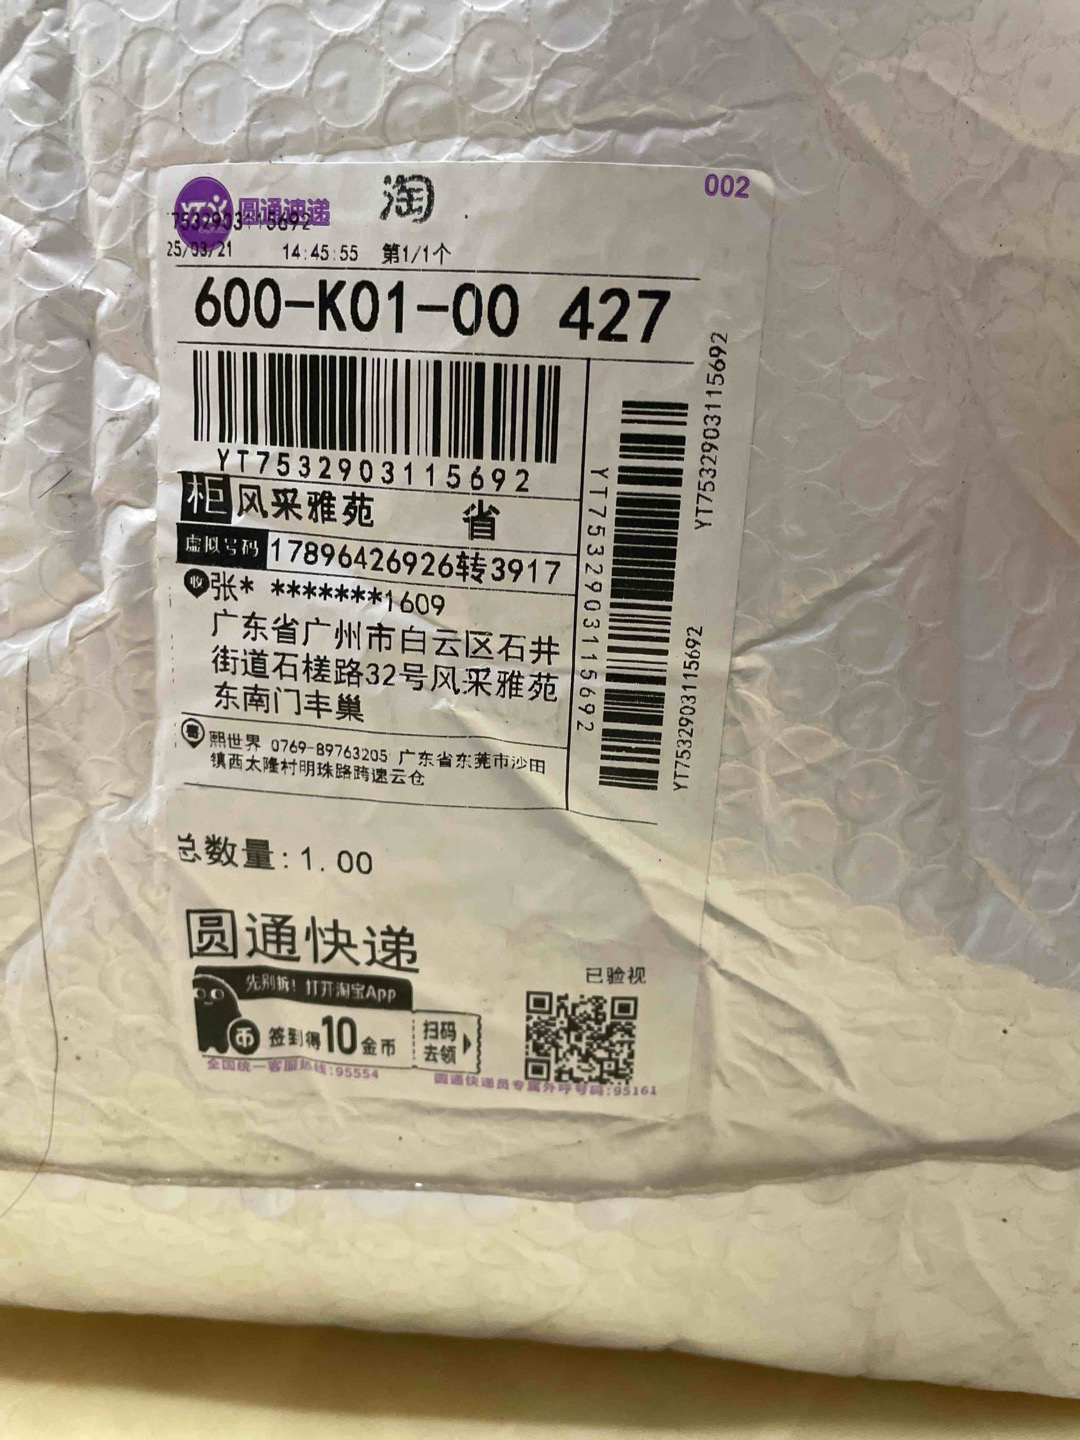 圆通速递
淘
002
7532903115692
25/03/21 14:45:55 第1/1个
600-K01-00 427
YT7532903115692
柜 风采雅苑 省
虚拟号码 17896426926转3917
收 张* *******1609
广东省广州市白云区石井
街道石槎路32号风采雅苑
东南门丰巢
寄 熙世界 0769-89763205 广东省东莞市沙田
镇西太隆村明珠路跨速云仓
YT7532903115692
YT7532903115692
YT7532903115692
总数量:1.00
圆通快递
已验视
先别拆! 打开淘宝App
币 签到得10金币
扫码
去领
全国统一客服热线:95554
圆通快递员专属外呼号码:95161